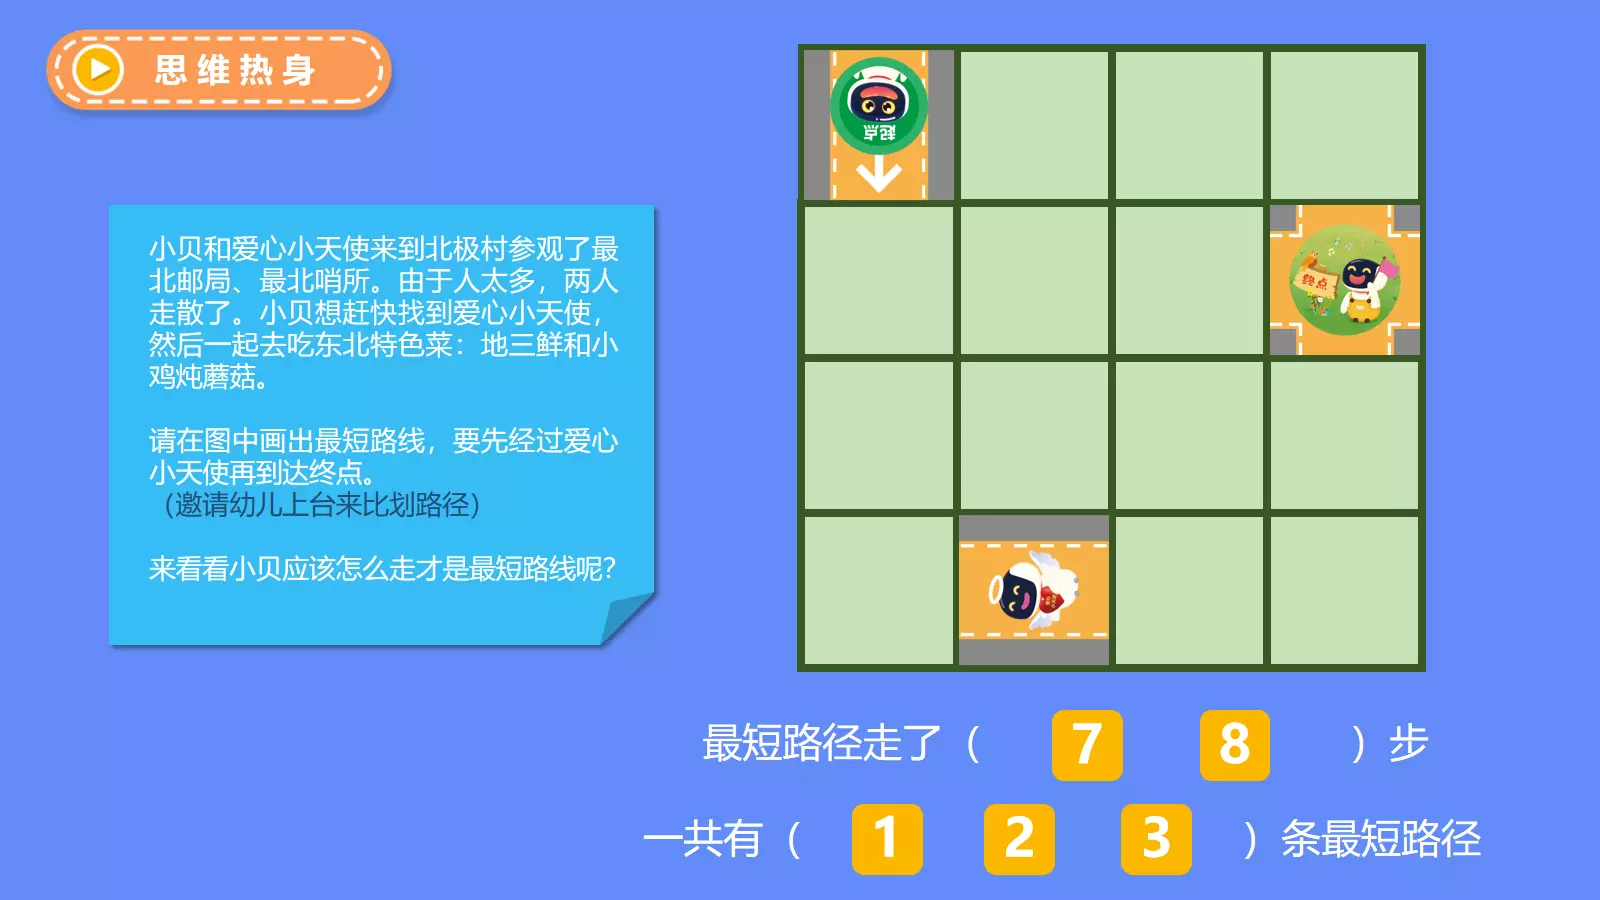 思维热身
起点
终点
小贝和爱心小天使来到北极村参观了最
北邮局、最北哨所。由于人太多，两人
走散了。小贝想赶快找到爱心小天使，
然后一起去吃东北特色菜：地三鲜和小
鸡炖蘑菇。
请在图中画出最短路线，要先经过爱心
小天使再到达终点。
（邀请幼儿上台来比划路径）
来看看小贝应该怎么走才是最短路线呢？
最短路径走了（ 7 8 ）步
一共有（ 1 2 3 ）条最短路径